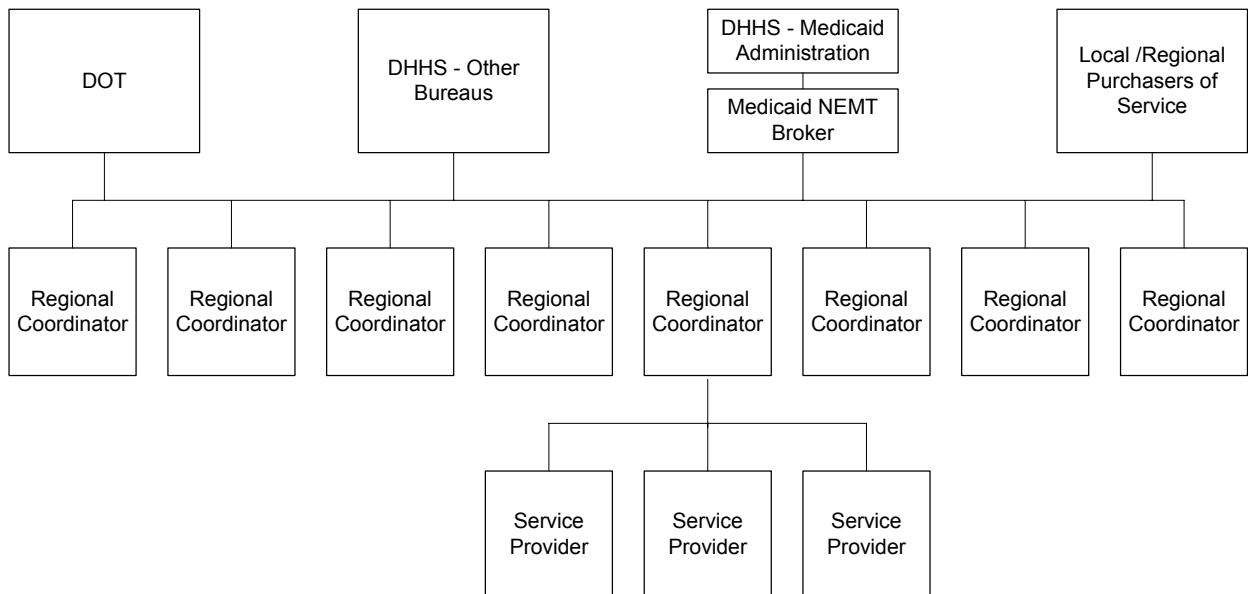 DOT
DHHS - Other
Bureaus
DHHS - Medicaid
Administration
Medicaid NEMT
Broker
Local /Regional
Purchasers of
Service
Regional
Coordinator
Regional
Coordinator
Regional
Coordinator
Regional
Coordinator
Regional
Coordinator
Regional
Coordinator
Regional
Coordinator
Regional
Coordinator
Service
Provider
Service
Provider
Service
Provider